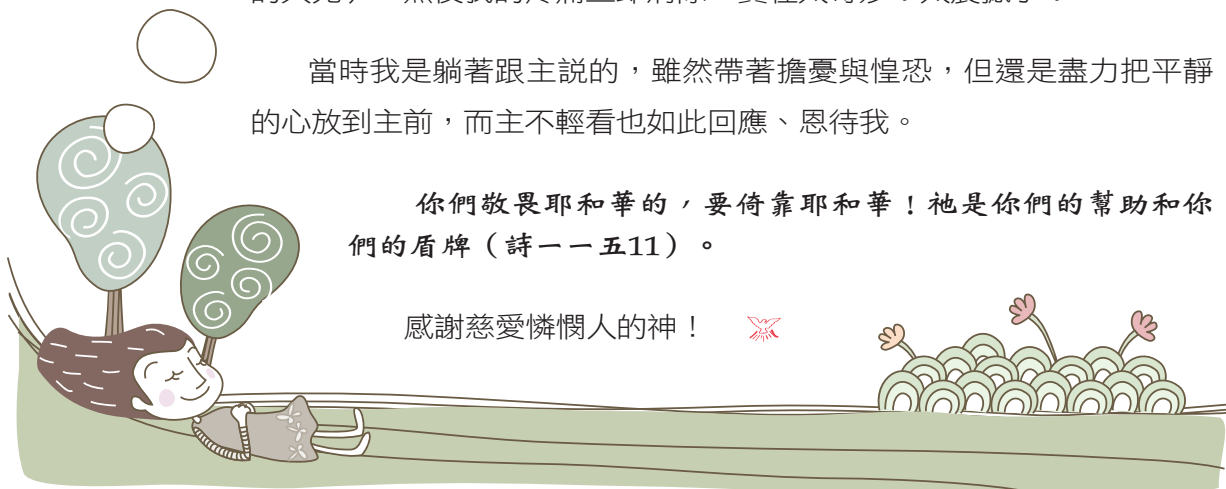 當時我是躺著跟主說的，雖然帶著擔憂與惶恐，但還是盡力把平靜
的心放到主前，而主不輕看也如此回應、恩待我。
你們敬畏耶和華的，要倚靠耶和華！祂是你們的幫助和你
們的盾牌（詩一一五11）。
感謝慈愛憐憫人的神！